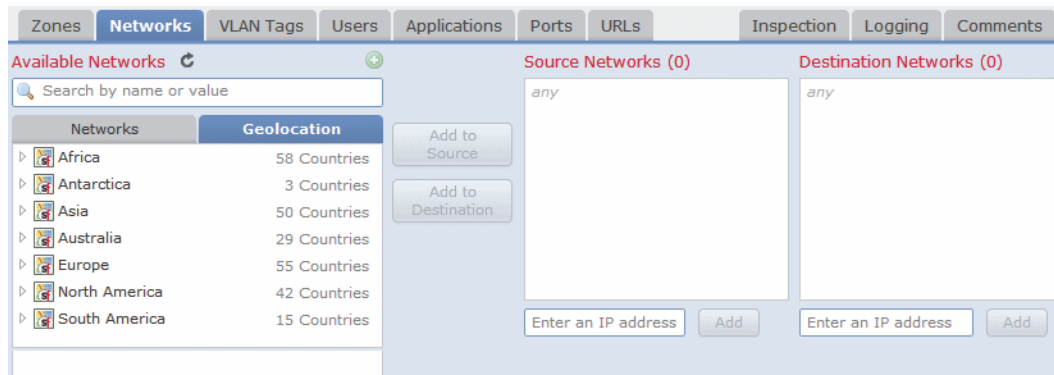 Zones Networks VLAN Tags Users Applications Ports URLs Inspection Logging Comments
Available Networks
Search by name or value
Networks Geolocation
Africa 58 Countries
Antarctica 3 Countries
Asia 50 Countries
Australia 29 Countries
Europe 55 Countries
North America 42 Countries
South America 15 Countries
Add to
Source
Add to
Destination
Source Networks (0)
any
Enter an IP address Add
Destination Networks (0)
any
Enter an IP address Add